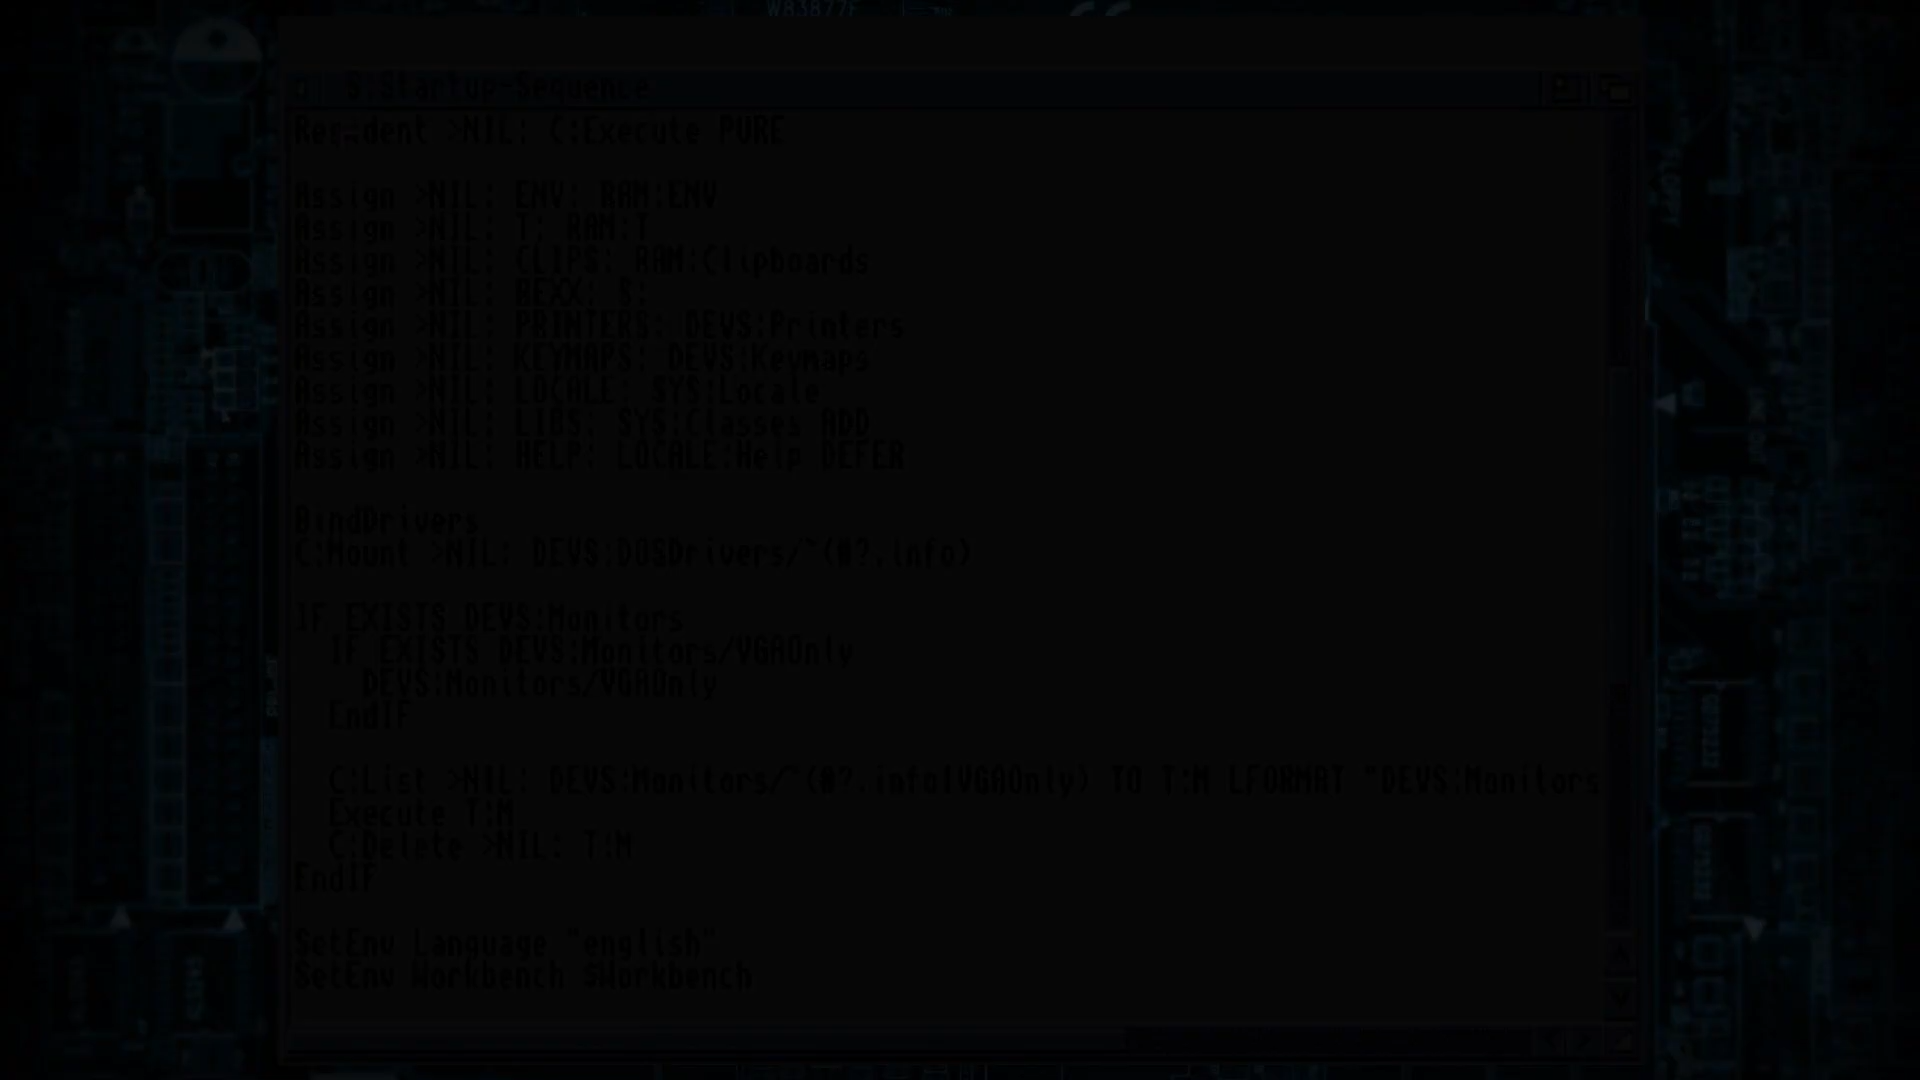 W83877F
S:Startup-Sequence
Resident >NIL: C:Execute PURE
Assign >NIL: ENV: RAM:ENV
Assign >NIL: T: RAM:T
Assign >NIL: CLIPS: RAM:Clipboards
Assign >NIL: REXX: S:
Assign >NIL: PRINTERS: DEVS:Printers
Assign >NIL: KEYMAPS: DEVS:Keymaps
Assign >NIL: LOCALE: SYS:Locale
Assign >NIL: LIBS: SYS:Classes ADD
Assign >NIL: HELP: LOCALE:Help DEFER
BindDrivers
C:Mount >NIL: DEVS:DOSDrivers/~(#?.info)
IF EXISTS DEVS:Monitors
IF EXISTS DEVS:Monitors/VGAOnly
DEVS:Monitors/VGAOnly
EndIF
C:List >NIL: DEVS:Monitors/~(#?.info|VGAOnly) TO T:M LFORMAT "DEVS:Monitors
Execute T:M
C:Delete >NIL: T:M
EndIF
SetEnv Language "english"
SetEnv Workbench $Workbench